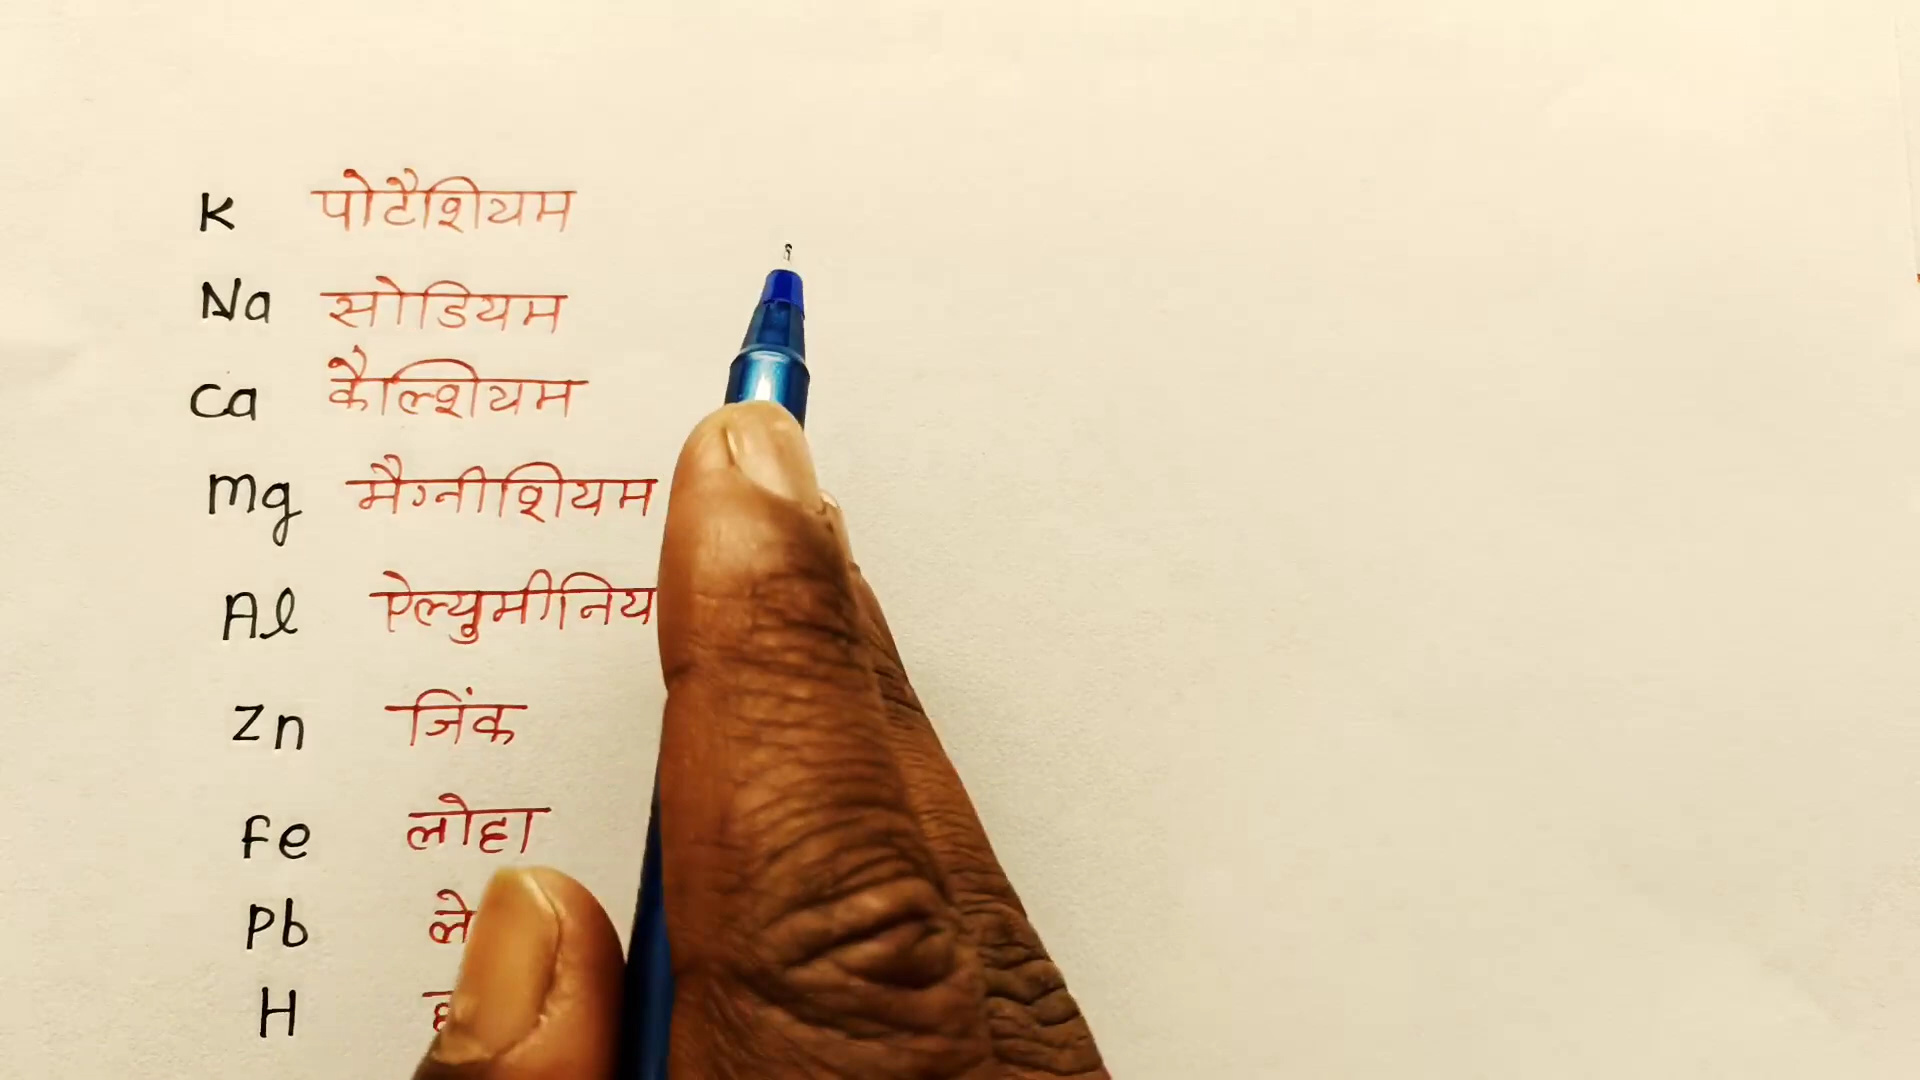 K पोटैशियम
Na सोडियम
Ca कैल्शियम
Mg मैग्नीशियम
Al
Zn जिंक
Fe लोहा
Pb
H